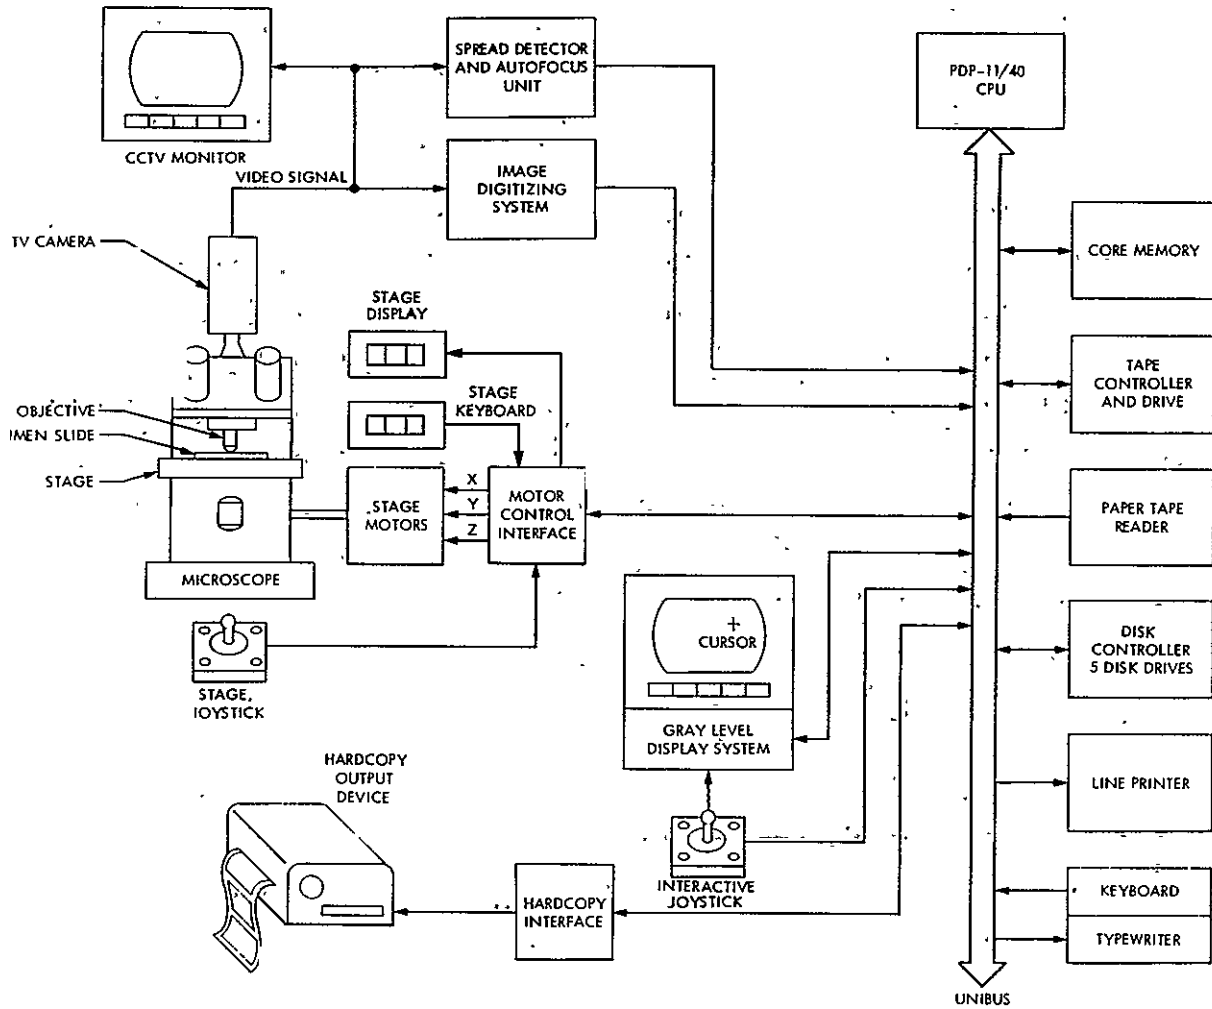 SPREAD DETECTOR
AND AUTOFOCUS
UNIT
PDP-11/40
CPU
CCTV MONITOR
VIDEO SIGNAL
IMAGE
DIGITIZING
SYSTEM
TV CAMERA
CORE MEMORY
STAGE
DISPLAY
TAPE
CONTROLLER
AND DRIVE
STAGE
KEYBOARD
OBJECTIVE
IMEN SLIDE
STAGE
STAGE
MOTORS
X
Y
Z
MOTOR
CONTROL
INTERFACE
PAPER TAPE
READER
MICROSCOPE
+
CURSOR
DISK
CONTROLLER
5 DISK DRIVES
STAGE,
JOYSTICK
GRAY LEVEL
DISPLAY SYSTEM
HARDCOPY
OUTPUT
DEVICE
LINE PRINTER
INTERACTIVE
JOYSTICK
HARDCOPY
INTERFACE
KEYBOARD
TYPEWRITER
UNIBUS